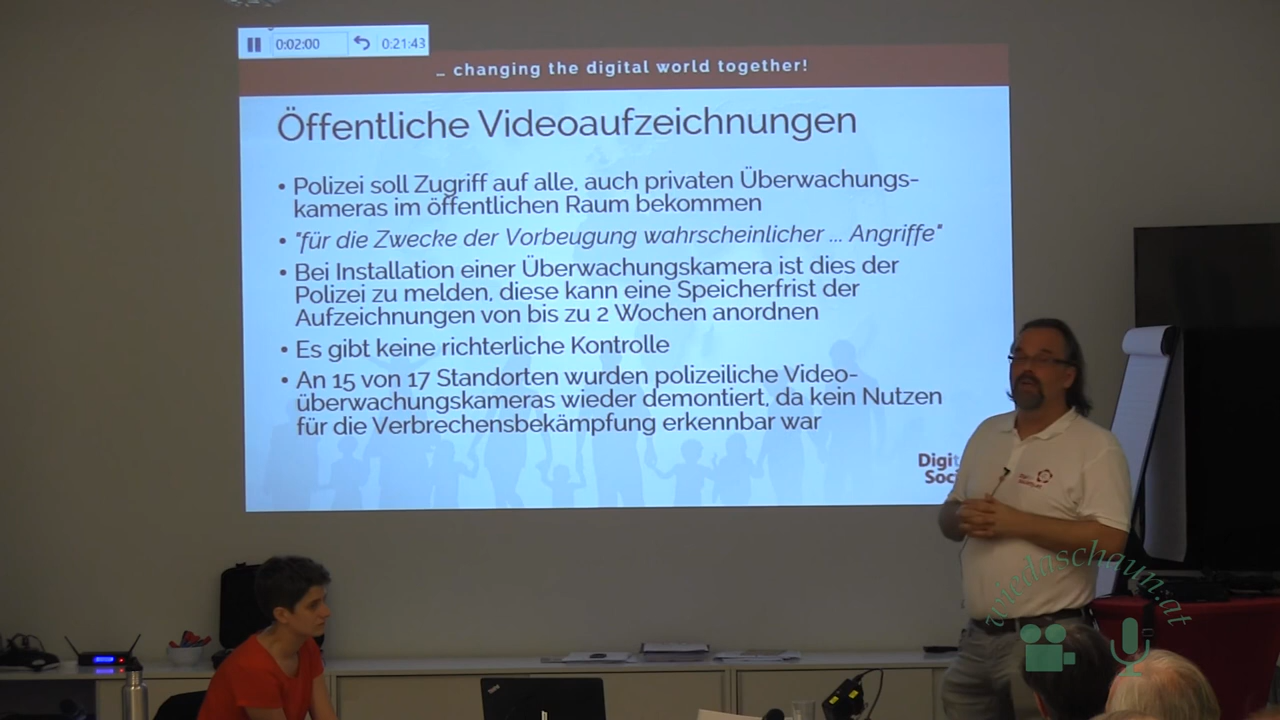 0:02:00 0:21:43
... changing the digital world together!
Öffentliche Videoaufzeichnungen
• Polizei soll Zugriff auf alle, auch privaten Überwachungs-
kameras im öffentlichen Raum bekommen
• "für die Zwecke der Vorbeugung wahrscheinlicher ... Angriffe"
• Bei Installation einer Überwachungskamera ist dies der
Polizei zu melden, diese kann eine Speicherfrist der
Aufzeichnungen von bis zu 2 Wochen anordnen
• Es gibt keine richterliche Kontrolle
• An 15 von 17 Standorten wurden polizeiliche Video-
überwachungskameras wieder demontiert, da kein Nutzen
für die Verbrechensbekämpfung erkennbar war
Digit
Soci
wiedaschaun.at